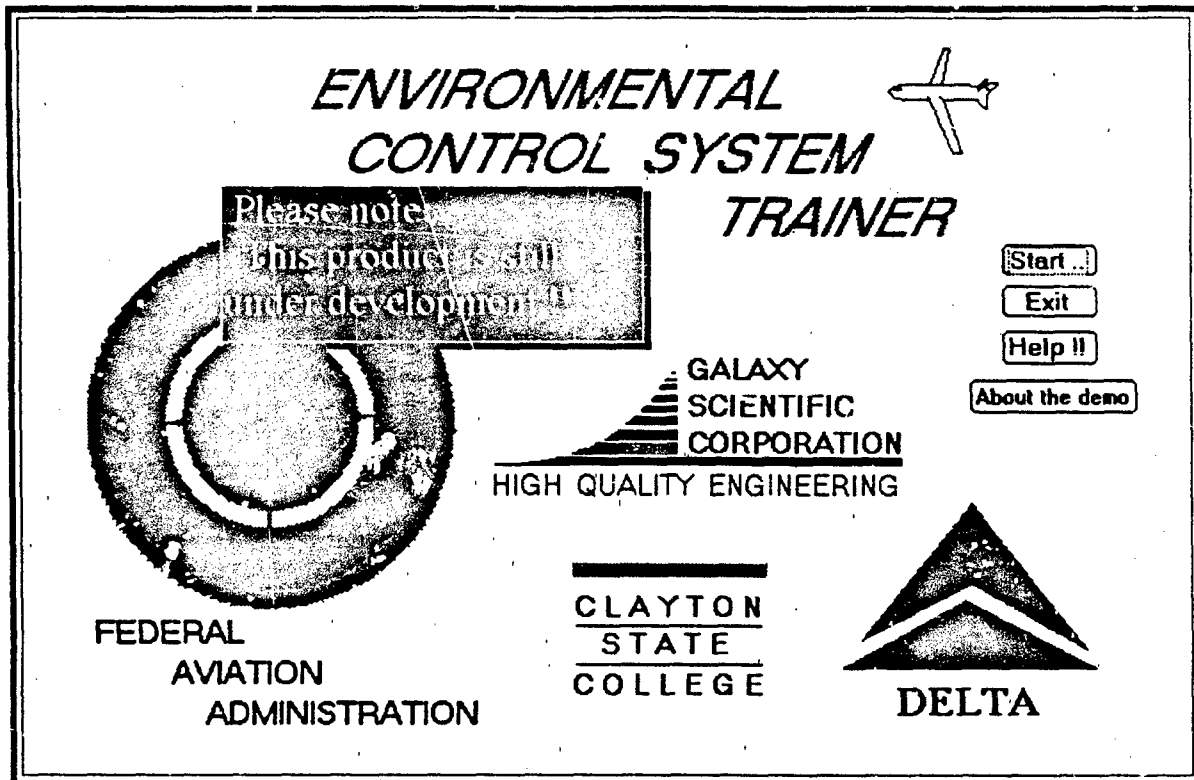 ENVIRONMENTAL
CONTROL SYSTEM
TRAINER
Please note
This product is still
under development !!
Start ..
Exit
Help !!
About the demo
GALAXY
SCIENTIFIC
CORPORATION
HIGH QUALITY ENGINEERING
CLAYTON
STATE
COLLEGE
DELTA
FEDERAL
AVIATION
ADMINISTRATION